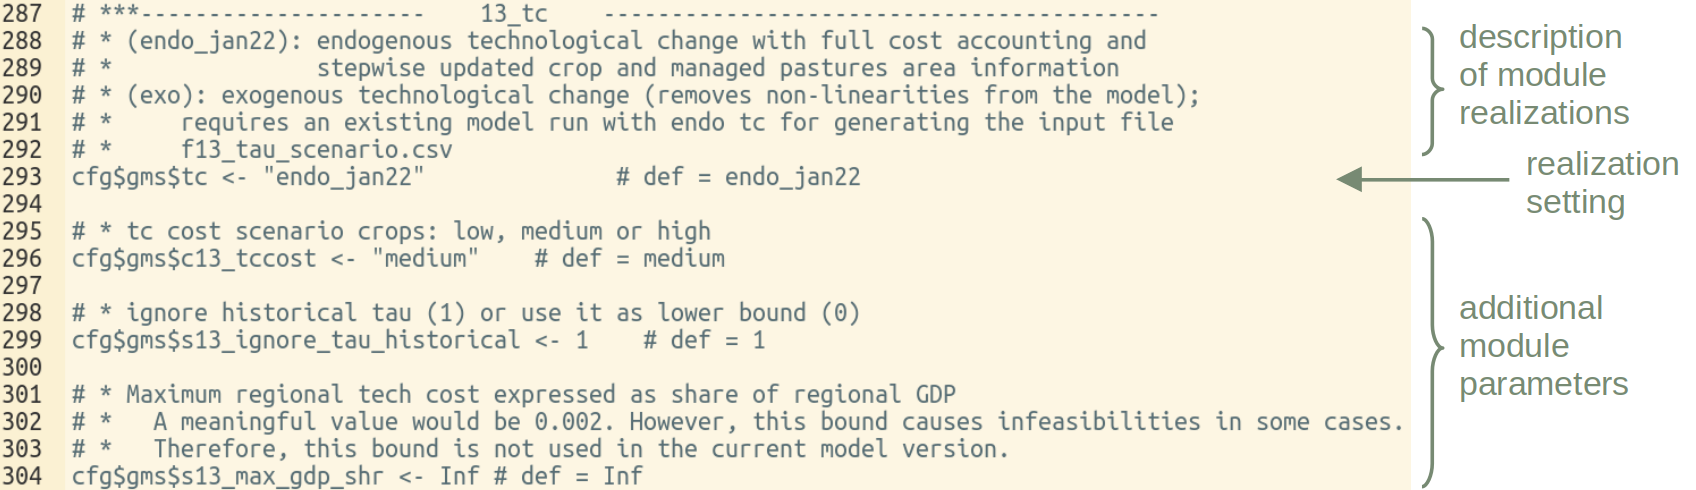 287 # ***--------------------- 13_tc -----------------------------------------
288 # * (endo_jan22): endogenous technological change with full cost accounting and
289 # * stepwise updated crop and managed pastures area information
290 # * (exo): exogenous technological change (removes non-linearities from the model);
291 # * requires an existing model run with endo tc for generating the input file
292 # * f13_tau_scenario.csv
293 cfg$gms$tc <- "endo_jan22" # def = endo_jan22
294
295 # * tc cost scenario crops: low, medium or high
296 cfg$gms$c13_tccost <- "medium" # def = medium
297
298 # * ignore historical tau (1) or use it as lower bound (0)
299 cfg$gms$s13_ignore_tau_historical <- 1 # def = 1
300
301 # * Maximum regional tech cost expressed as share of regional GDP
302 # * A meaningful value would be 0.002. However, this bound causes infeasibilities in some cases.
303 # * Therefore, this bound is not used in the current model version.
304 cfg$gms$s13_max_gdp_shr <- Inf # def = Inf
description
of module
realizations
realization
setting
additional
module
parameters